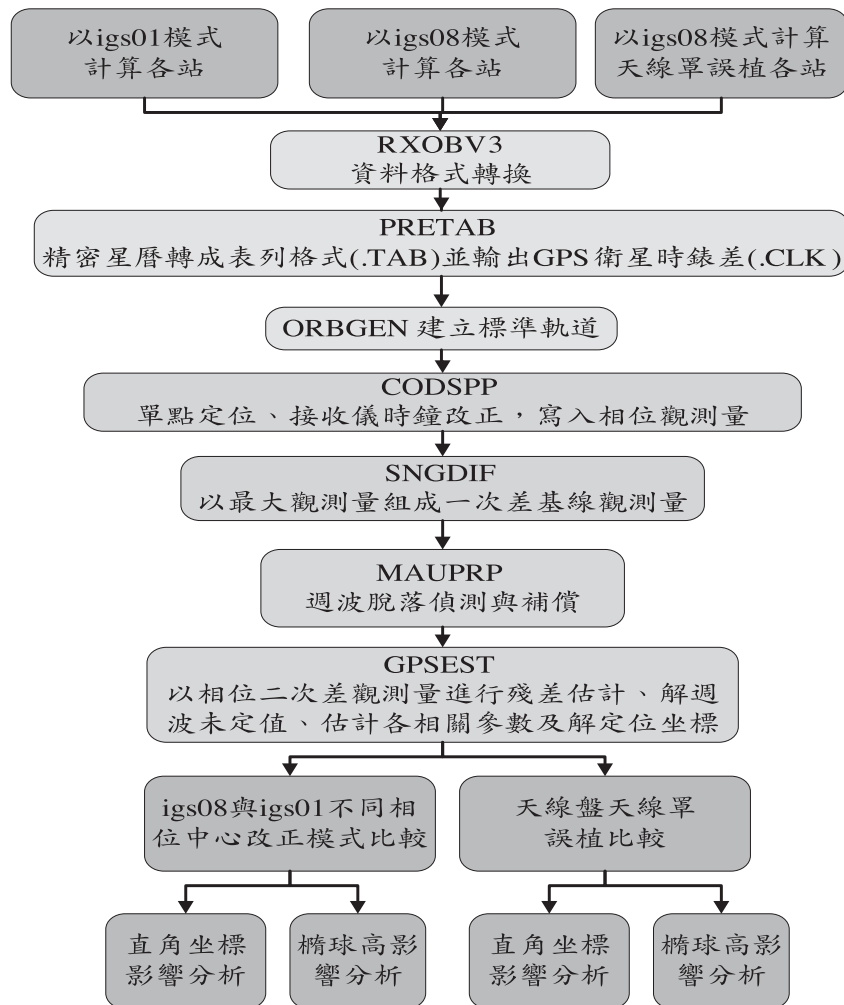 以igs01模式
計算各站
以igs08模式
計算各站
以igs08模式計算
天線罩誤植各站
RXOBV3
資料格式轉換
PRETAB
精密星曆轉成表列格式(.TAB)並輸出GPS衛星時錶差(.CLK)
ORBGEN 建立標準軌道
CODSPP
單點定位、接收儀時鐘改正，寫入相位觀測量
SNGDIF
以最大觀測量組成一次差基線觀測量
MAUPRP
週波脫落偵測與補償
GPSEST
以相位二次差觀測量進行殘差估計、解週
波未定值、估計各相關參數及解定位坐標
igs08與igs01不同相
位中心改正模式比較
天線盤天線罩
誤植比較
直角坐標
影響分析
橢球高影
響分析
直角坐標
影響分析
橢球高影
響分析